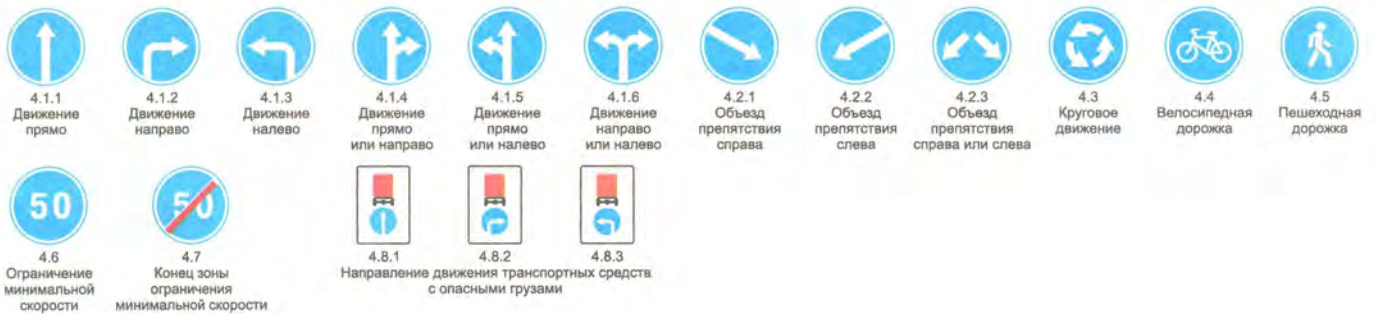 4.1.1
Движение
прямо
4.1.2
Движение
направо
4.1.3
Движение
налево
4.1.4
Движение
прямо
или направо
4.1.5
Движение
прямо
или налево
4.1.6
Движение
направо
или налево
4.2.1
Объезд
препятствия
справа
4.2.2
Объезд
препятствия
слева
4.2.3
Объезд
препятствия
справа или слева
4.3
Круговое
движение
4.4
Велосипедная
дорожка
4.5
Пешеходная
дорожка
50
4.6
Ограничение
минимальной
скорости
50
4.7
Конец зоны
ограничения
минимальной скорости
4.8.1
4.8.2
4.8.3
Направление движения транспортных средств
с опасными грузами